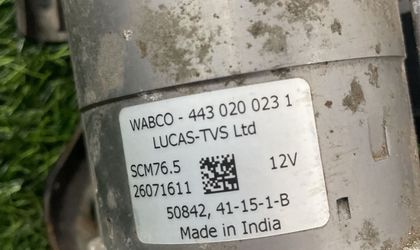 WABCO - 443 020 023 1
LUCAS-TVS Ltd
SCM76.5 12V
26071611
50842, 41-15-1-B
Made in India